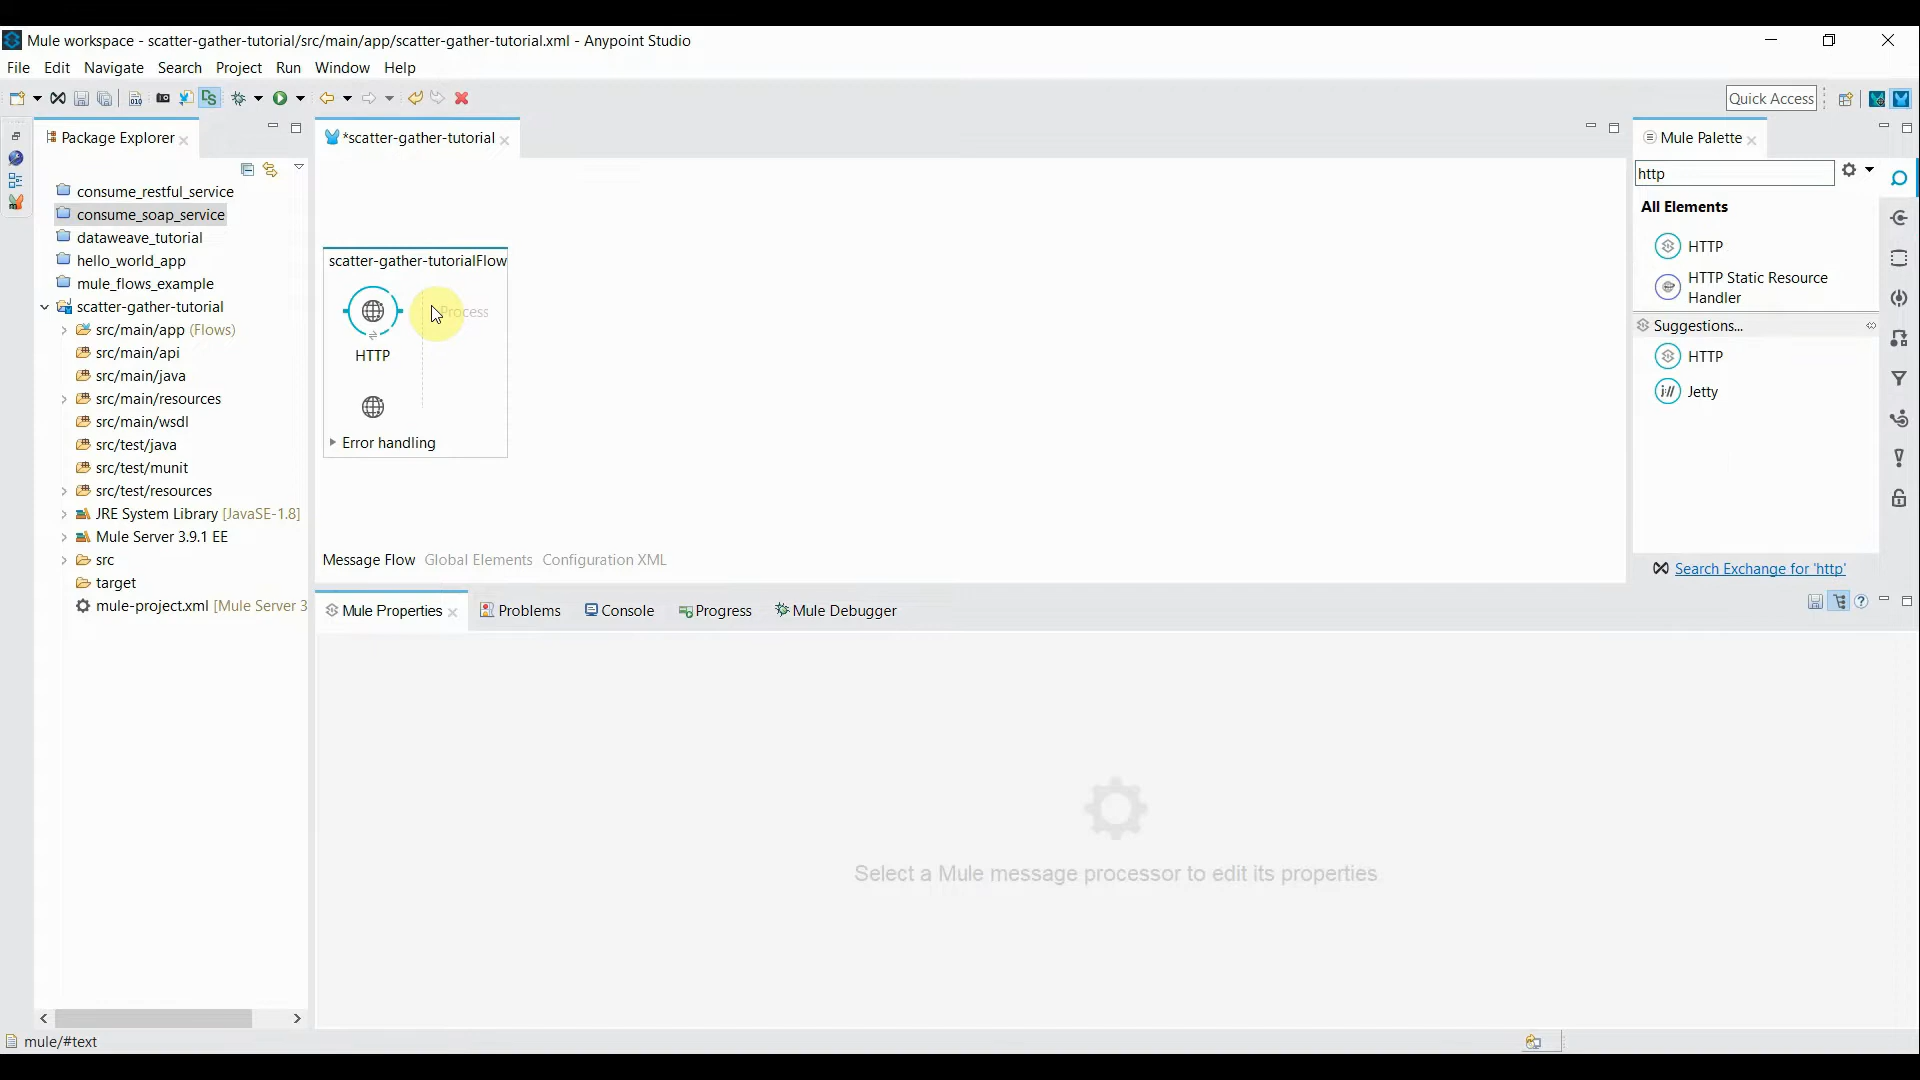 Mule workspace - scatter-gather-tutorial/src/main/app/scatter-gather-tutorial.xml - Anypoint Studio
File Edit Navigate Search Project Run Window Help
Quick Access
Package Explorer
consume_restful_service
consume_soap_service
dataweave_tutorial
hello_world_app
mule_flows_example
scatter-gather-tutorial
src/main/app (Flows)
src/main/api
src/main/java
src/main/resources
src/main/wsdl
src/test/java
src/test/munit
src/test/resources
JRE System Library [JavaSE-1.8]
Mule Server 3.9.1 EE
src
target
mule-project.xml [Mule Server 3
*scatter-gather-tutorial
scatter-gather-tutorialFlow
Process
HTTP
Error handling
Message Flow Global Elements Configuration XML
Mule Palette
http
All Elements
HTTP
HTTP Static Resource
Handler
Suggestions...
HTTP
Jetty
Search Exchange for 'http'
Mule Properties Problems Console Progress Mule Debugger
Select a Mule message processor to edit its properties
mule/#text